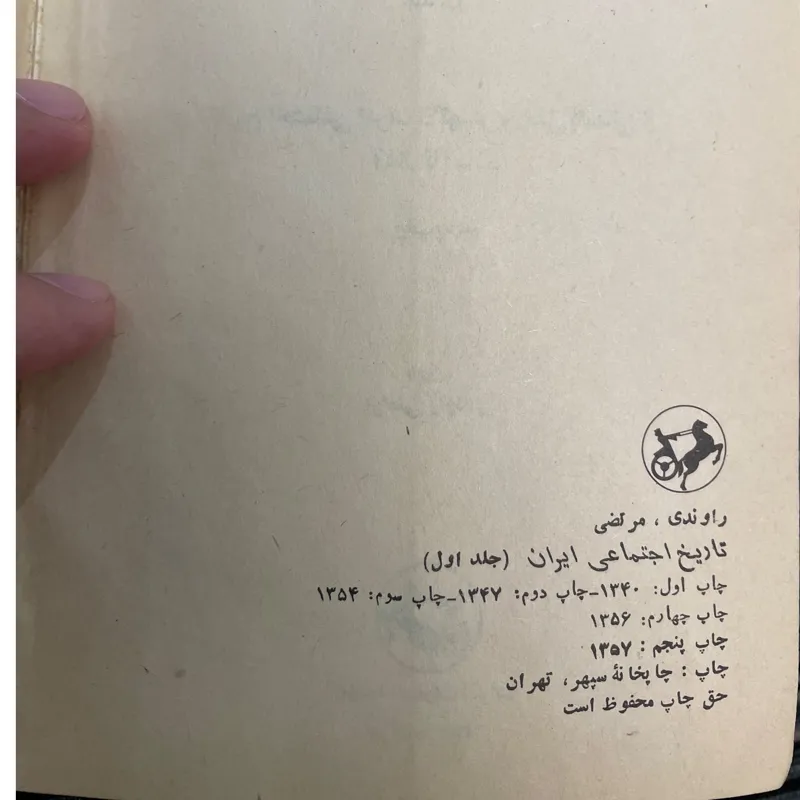 راوندی، مرتضی
تاریخ اجتماعی ایران (جلد اول)
چاپ اول: ۱۳۴۰-چاپ دوم: ۱۳۴۷-چاپ سوم: ۱۳۵۴
چاپ چهارم: ۱۳۵۶
چاپ پنجم: ۱۳۵۷
چاپ: چاپخانهٔ سپهر، تهران
حق چاپ محفوظ است